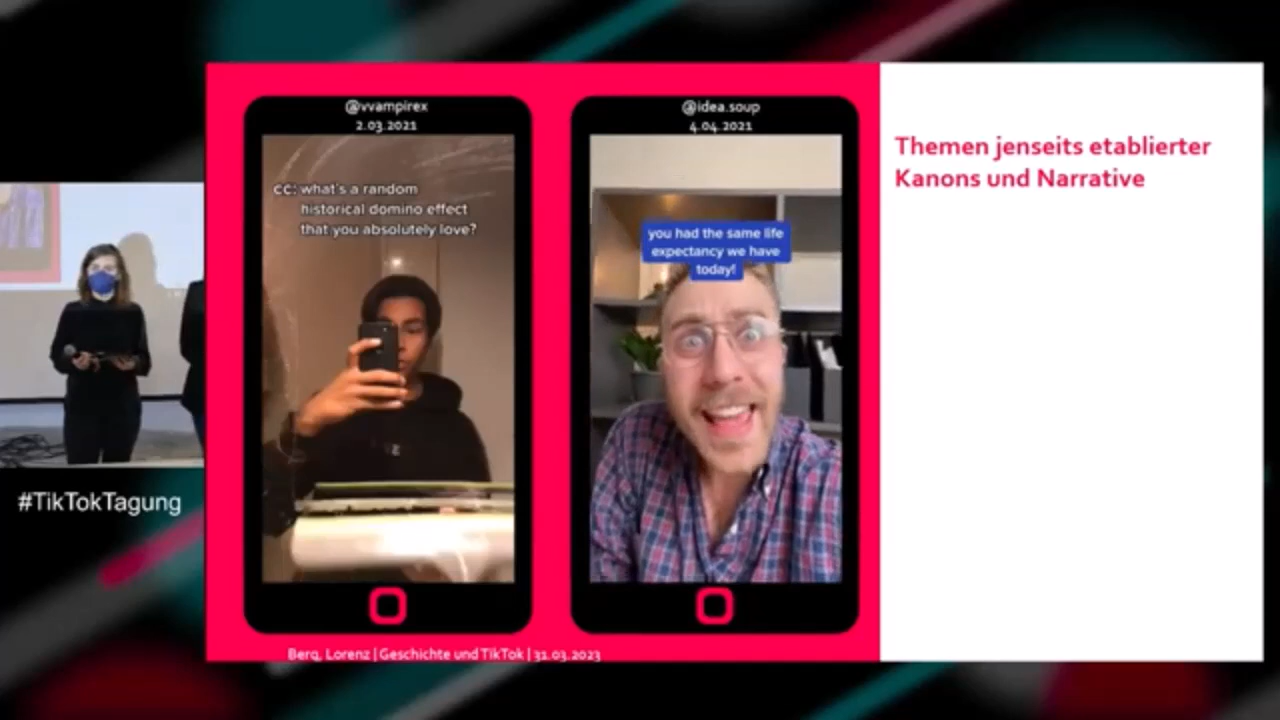 @vvampirex
2.03.2021
cc: what's a random
historical domino effect
that you absolutely love?
@idea.soup
4.04.2021
you had the same life
expectancy we have
today!
Themen jenseits etablierter
Kanons und Narrative
#TikTokTagung
Berg, Lorenz | Geschichte und TikTok | 31.03.2023